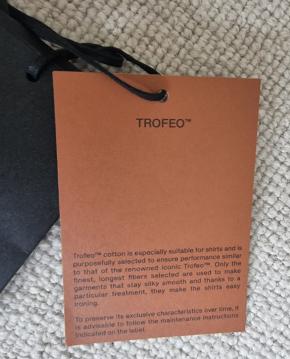 TROFEO™
Trofeo™ cotton is especially suitable for shirts and is
purposefully selected to ensure performance similar
to that of the renowned iconic Trofeo™. Only the
finest, longest fibers selected are used to make
garments that stay silky smooth and thanks to a
particular treatment, they make the shirts easy
ironing.
To preserve its exclusive characteristics over time, it
is advisable to follow the maintenance instructions
indicated on the label.